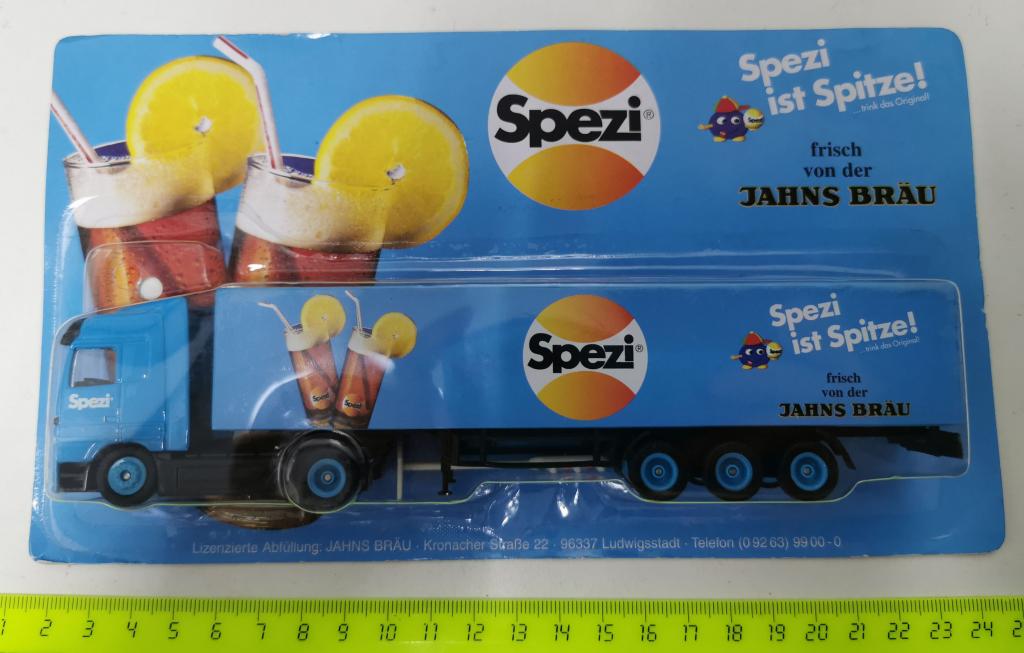 Spezi®
Spezi
ist Spitze!
...trink das Original!
frisch
von der
JAHNS BRÄU
Spezi
Spezi
Spezi
Spezi®
Spezi
ist Spitze!
...trink das Original!
frisch
von der
JAHNS BRÄU
Lizenzierte Abfüllung: JAHNS BRÄU · Kronacher Straße 22 · 96337 Ludwigsstadt · Telefon (0 92 63) 99 00 - 0
1 2 3 4 5 6 7 8 9 10 11 12 13 14 15 16 17 18 19 20 21 22 23 24